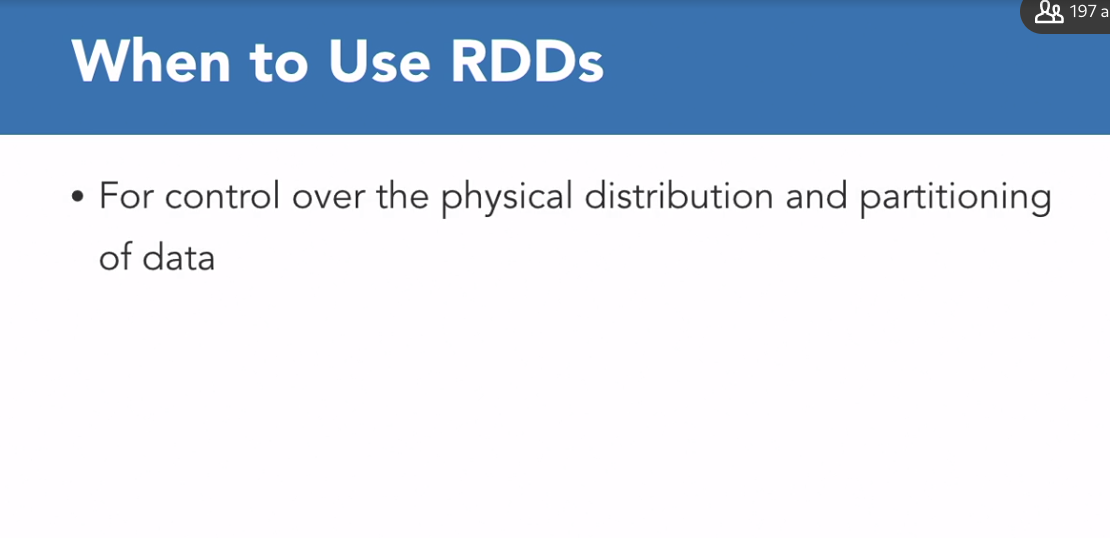 197 a
When to Use RDDs
• For control over the physical distribution and partitioning
of data